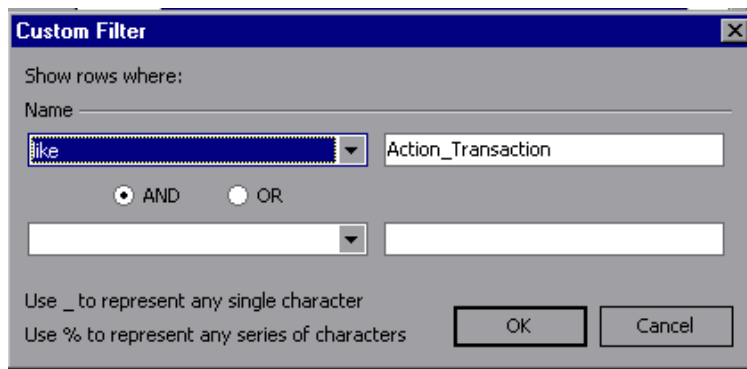 Custom Filter
Show rows where:
Name
like Action_Transaction
AND OR
Use _ to represent any single character
Use % to represent any series of characters
OK Cancel